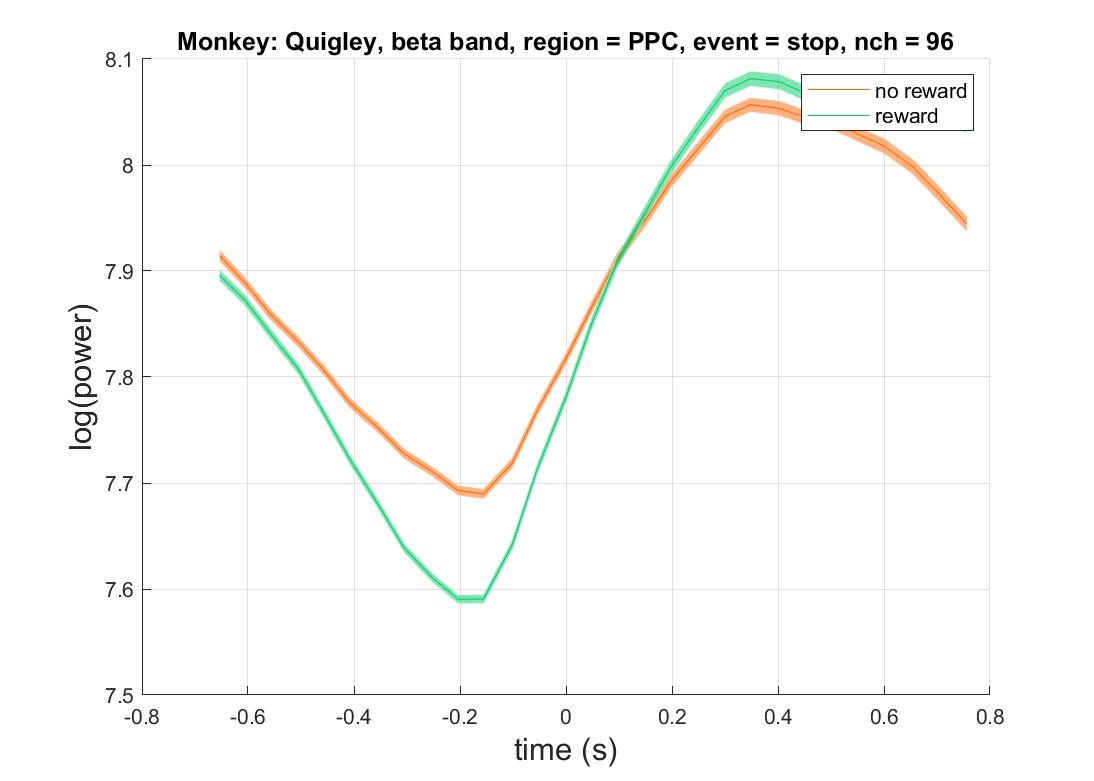 Monkey: Quigley, beta band, region = PPC, event = stop, nch = 96
8.1
8
7.9
7.8
7.7
7.6
7.5
log(power)
no reward
reward
-0.8 -0.6 -0.4 -0.2 0 0.2 0.4 0.6 0.8
time (s)